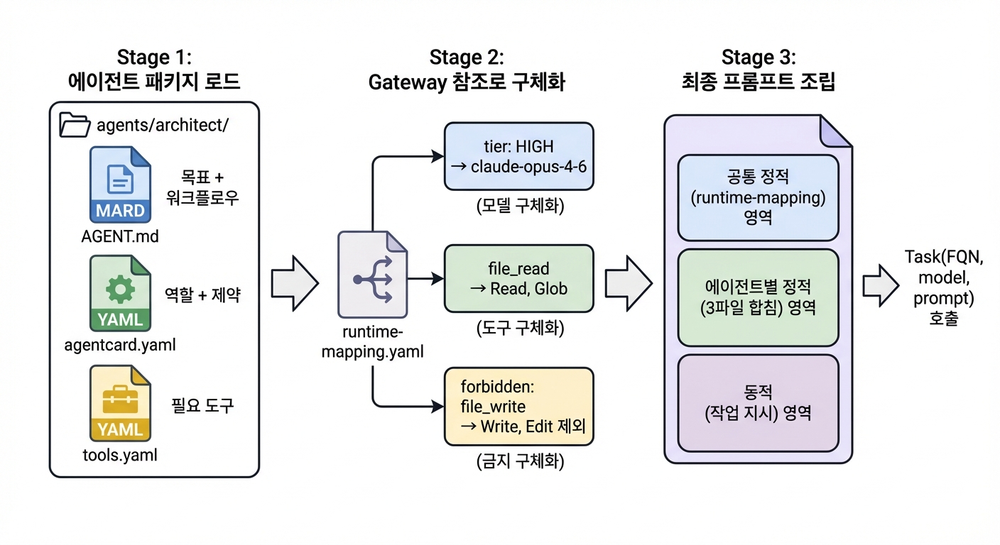 Stage 1:
에이전트 패키지 로드
agents/architect/
MARD
목표 +
워크플로우
AGENT.md
YAML
역할 + 제약
agentcard.yaml
YAML
필요 도구
tools.yaml
Stage 2:
Gateway 참조로 구체화
runtime-
mapping.yaml
tier: HIGH
→ claude-opus-4-6
(모델 구체화)
file_read
→ Read, Glob
(도구 구체화)
forbidden:
file_write
→ Write, Edit 제외
(금지 구체화)
Stage 3:
최종 프롬프트 조립
공통 정적
(runtime-mapping)
영역
에이전트별 정적
(3파일 합침) 영역
동적
(작업 지시) 영역
Task(FQN,
model,
prompt)
호출